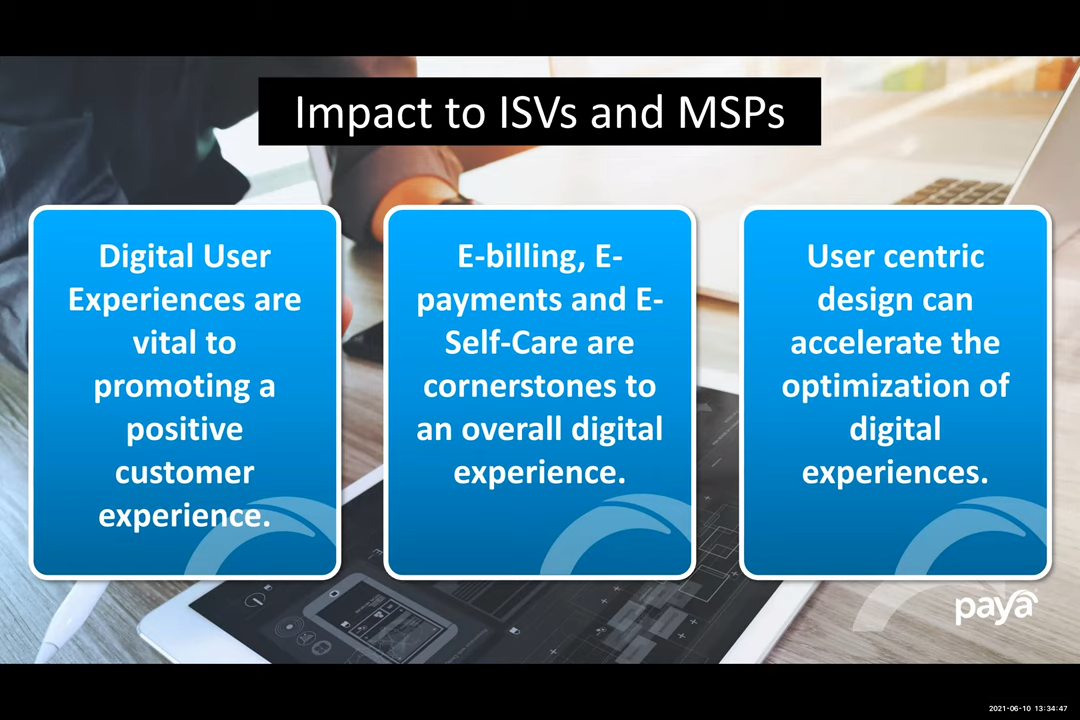 Impact to ISVs and MSPs
Digital User
Experiences are
vital to
promoting a
positive
customer
experience.
E-billing, E-
payments and E-
Self-Care are
cornerstones to
an overall digital
experience.
User centric
design can
accelerate the
optimization of
digital
experiences.
paya
2021-06-10 13:34:47